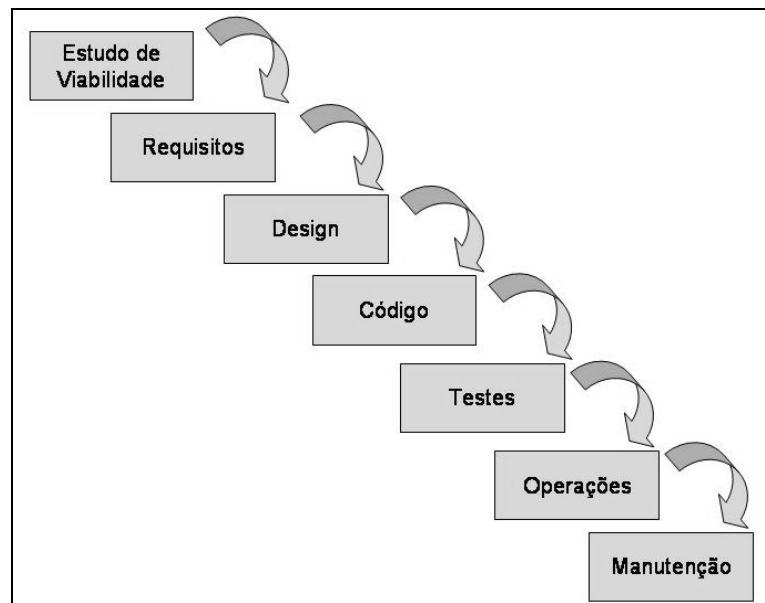 Estudo de
Viabilidade
Requisitos
Design
Código
Testes
Operações
Manutenção